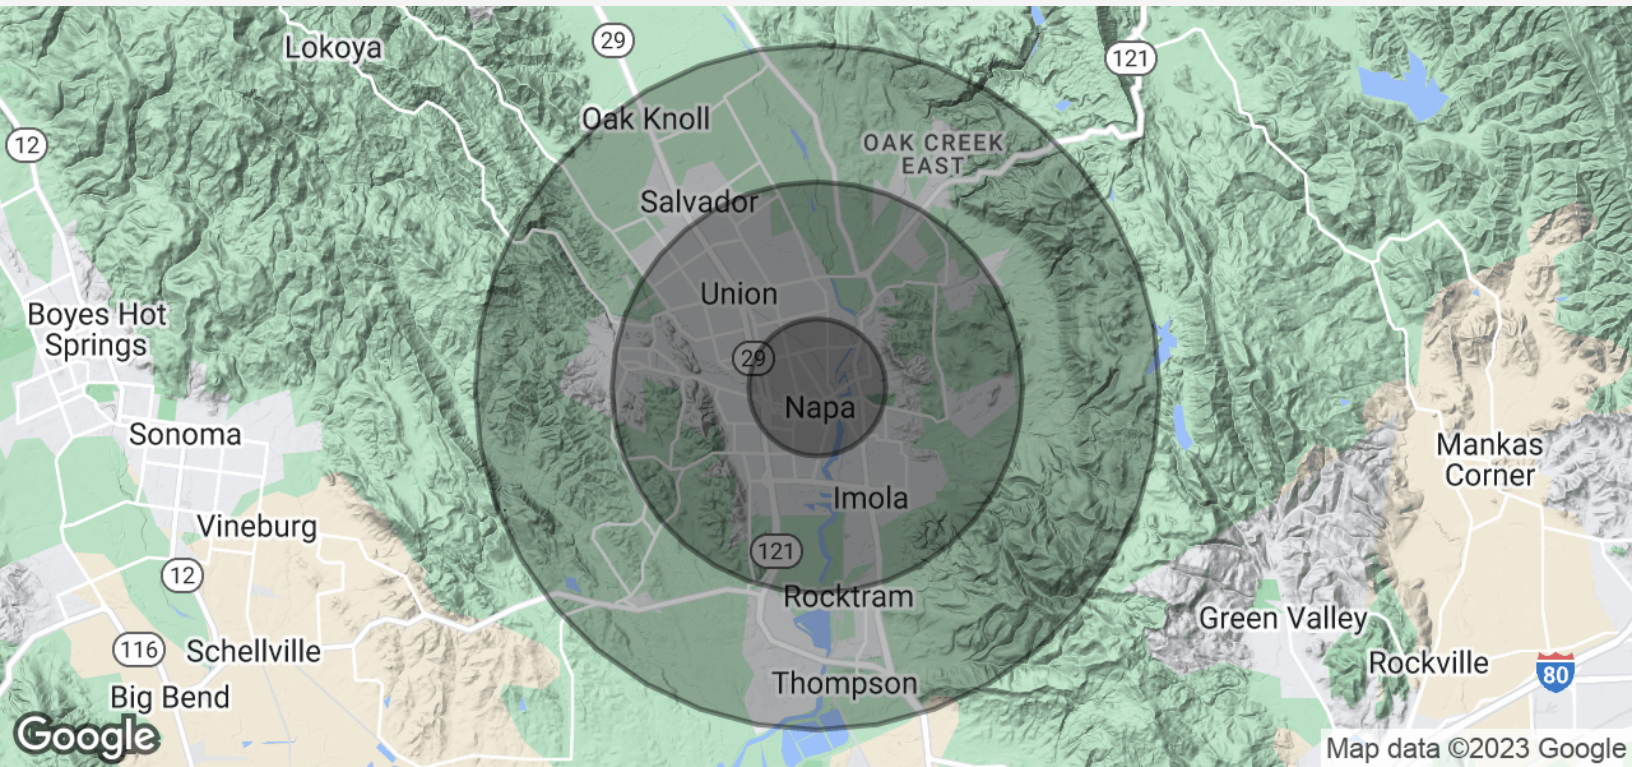 Lokoya
29
121
Oak Knoll
12
OAK CREEK
EAST
Salvador
Union
Boyes Hot
Springs
29
Napa
Sonoma
Mankas
Corner
Imola
Vineburg
121
12
Rocktram
Green Valley
116
Schellville
Rockville
80
Thompson
Big Bend
Google
Map data ©2023 Google